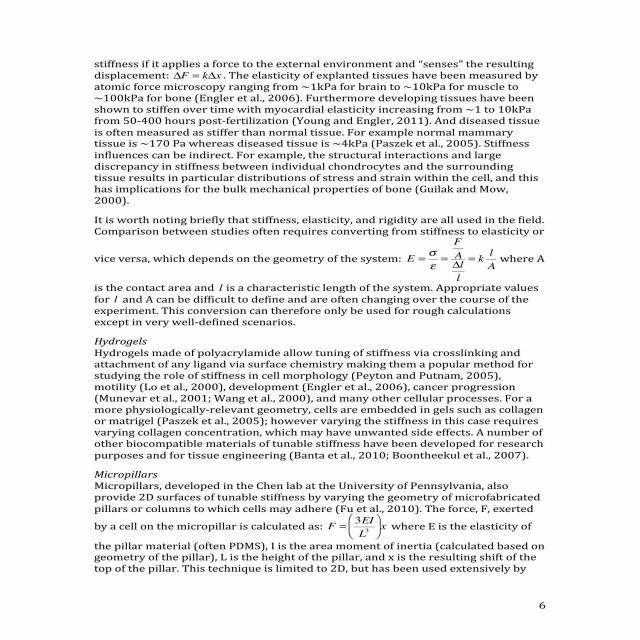 stiffness if it applies a force to the external environment and “senses” the resulting
displacement: ΔF = kΔx . The elasticity of explanted tissues have been measured by
atomic force microscopy ranging from ~1kPa for brain to ~10kPa for muscle to
~100kPa for bone (Engler et al., 2006). Furthermore developing tissues have been
shown to stiffen over time with myocardial elasticity increasing from ~1 to 10kPa
from 50-400 hours post-fertilization (Young and Engler, 2011). And diseased tissue
is often measured as stiffer than normal tissue. For example normal mammary
tissue is ~170 Pa whereas diseased tissue is ~4kPa (Paszek et al., 2005). Stiffness
influences can be indirect. For example, the structural interactions and large
discrepancy in stiffness between individual chondrocytes and the surrounding
tissue results in particular distributions of stress and strain within the cell, and this
has implications for the bulk mechanical properties of bone (Guilak and Mow,
2000).
It is worth noting briefly that stiffness, elasticity, and rigidity are all used in the field.
Comparison between studies often requires converting from stiffness to elasticity or
vice versa, which depends on the geometry of the system: E = σ/ε = (F/A)/(Δl/l) = k l/A where A
is the contact area and l is a characteristic length of the system. Appropriate values
for l and A can be difficult to define and are often changing over the course of the
experiment. This conversion can therefore only be used for rough calculations
except in very well-defined scenarios.
Hydrogels
Hydrogels made of polyacrylamide allow tuning of stiffness via crosslinking and
attachment of any ligand via surface chemistry making them a popular method for
studying the role of stiffness in cell morphology (Peyton and Putnam, 2005),
motility (Lo et al., 2000), development (Engler et al., 2006), cancer progression
(Munevar et al., 2001; Wang et al., 2000), and many other cellular processes. For a
more physiologically-relevant geometry, cells are embedded in gels such as collagen
or matrigel (Paszek et al., 2005); however varying the stiffness in this case requires
varying collagen concentration, which may have unwanted side effects. A number of
other biocompatible materials of tunable stiffness have been developed for research
purposes and for tissue engineering (Banta et al., 2010; Boontheekul et al., 2007).
Micropillars
Micropillars, developed in the Chen lab at the University of Pennsylvania, also
provide 2D surfaces of tunable stiffness by varying the geometry of microfabricated
pillars or columns to which cells may adhere (Fu et al., 2010). The force, F, exerted
by a cell on the micropillar is calculated as: F = (3EI/L³)x where E is the elasticity of
the pillar material (often PDMS), I is the area moment of inertia (calculated based on
geometry of the pillar), L is the height of the pillar, and x is the resulting shift of the
top of the pillar. This technique is limited to 2D, but has been used extensively by
6